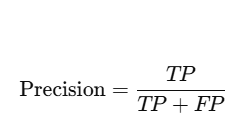 Precision = TP / (TP + FP)